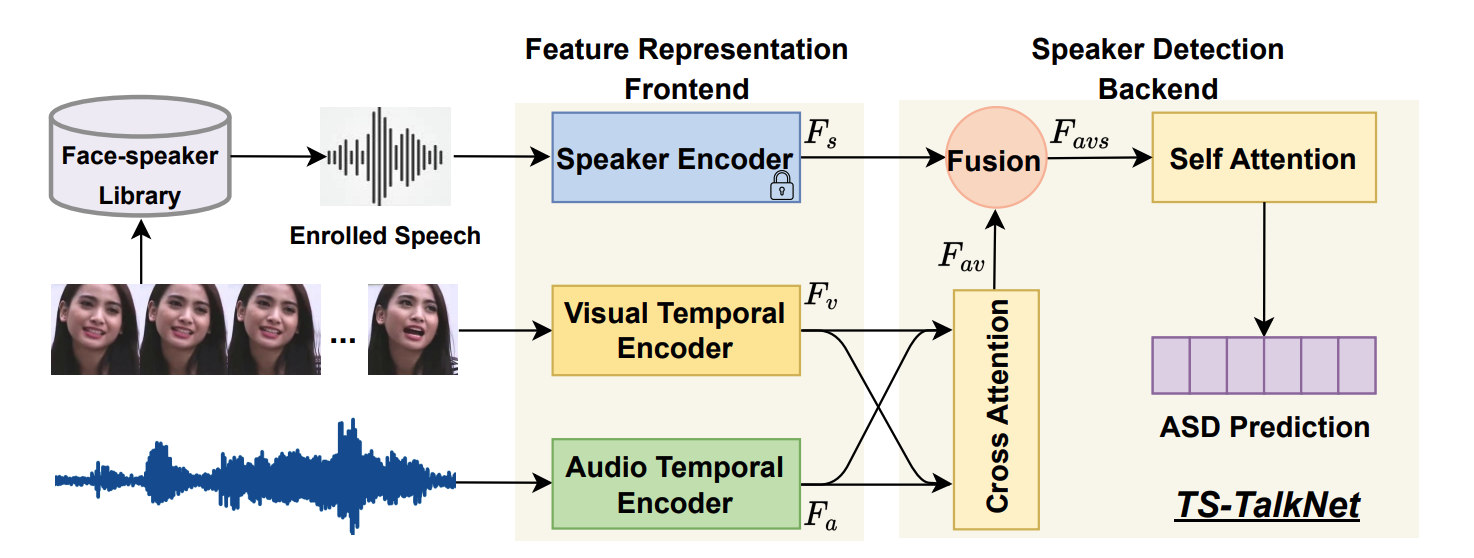 Feature Representation
Frontend
Speaker Detection
Backend
Face-speaker
Library
Enrolled Speech
Speaker Encoder
F_s
Fusion
F_{avs}
Self Attention
F_{av}
Visual Temporal
Encoder
F_v
...
Cross Attention
Audio Temporal
Encoder
F_a
ASD Prediction
TS-TalkNet